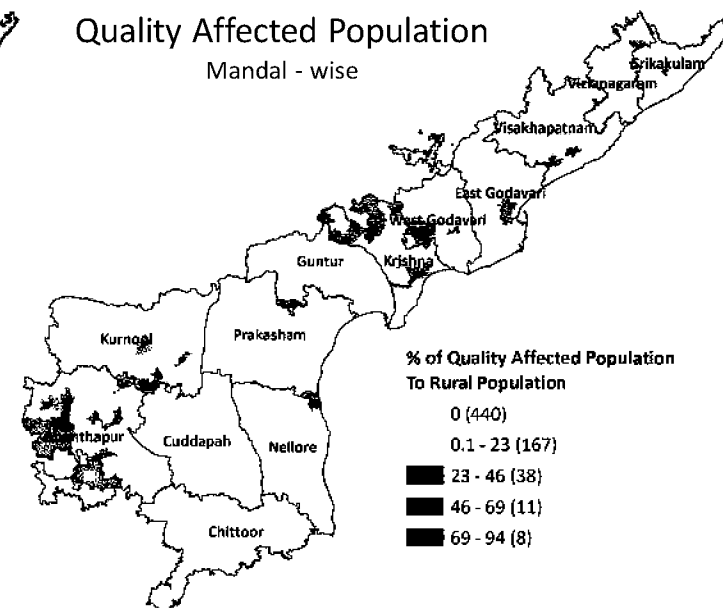 Quality Affected Population
Mandal - wise
Srikakulam
Vizianagaram
Visakhapatnam
East Godavari
West Godavari
Guntur
Krishna
Kurnool
Prakasham
% of Quality Affected Population
To Rural Population
0 (440)
0.1 - 23 (167)
23 - 46 (38)
46 - 69 (11)
69 - 94 (8)
Cuddapah
Nellore
Chittoor